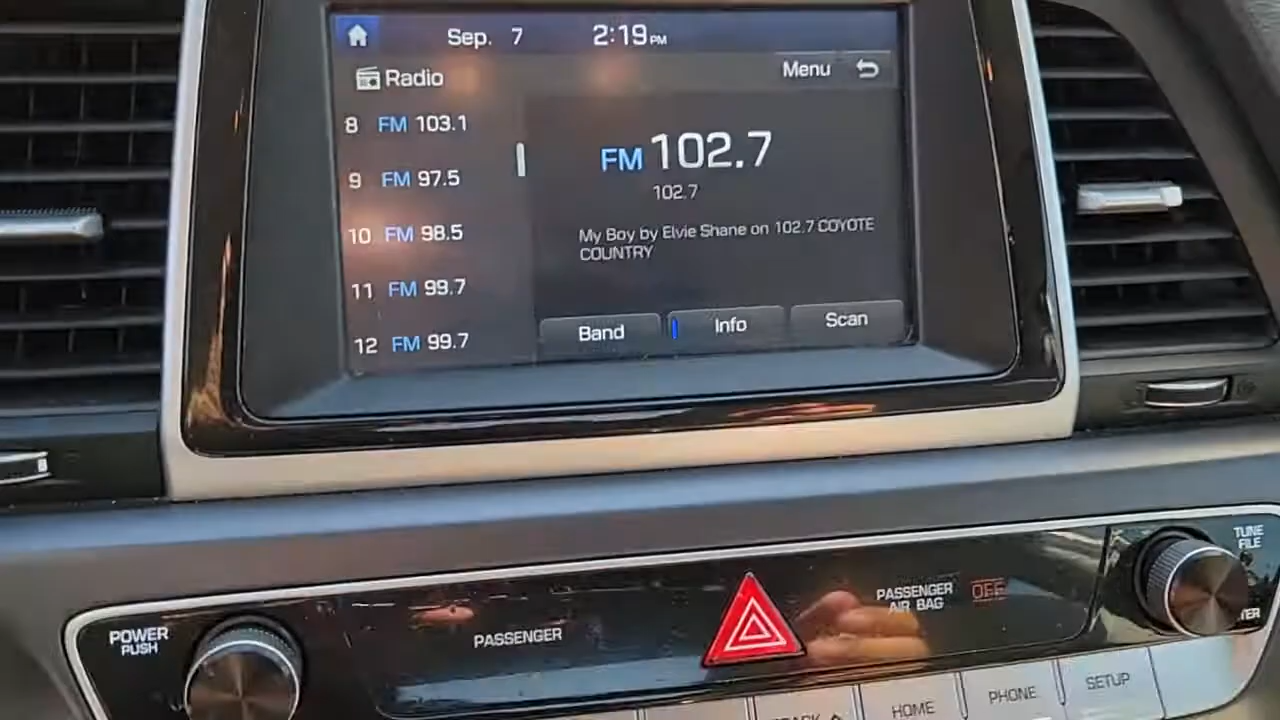 Sep. 7 2:19 PM
Radio
Menu
8 FM 103.1
9 FM 97.5
10 FM 98.5
11 FM 99.7
12 FM 99.7
FM 102.7
102.7
My Boy by Elvie Shane on 102.7 COYOTE
COUNTRY
Band
Info
Scan
POWER
PUSH
PASSENGER
PASSENGER
AIR BAG
OFF
TUNE
FILE
HOME
PHONE
SETUP